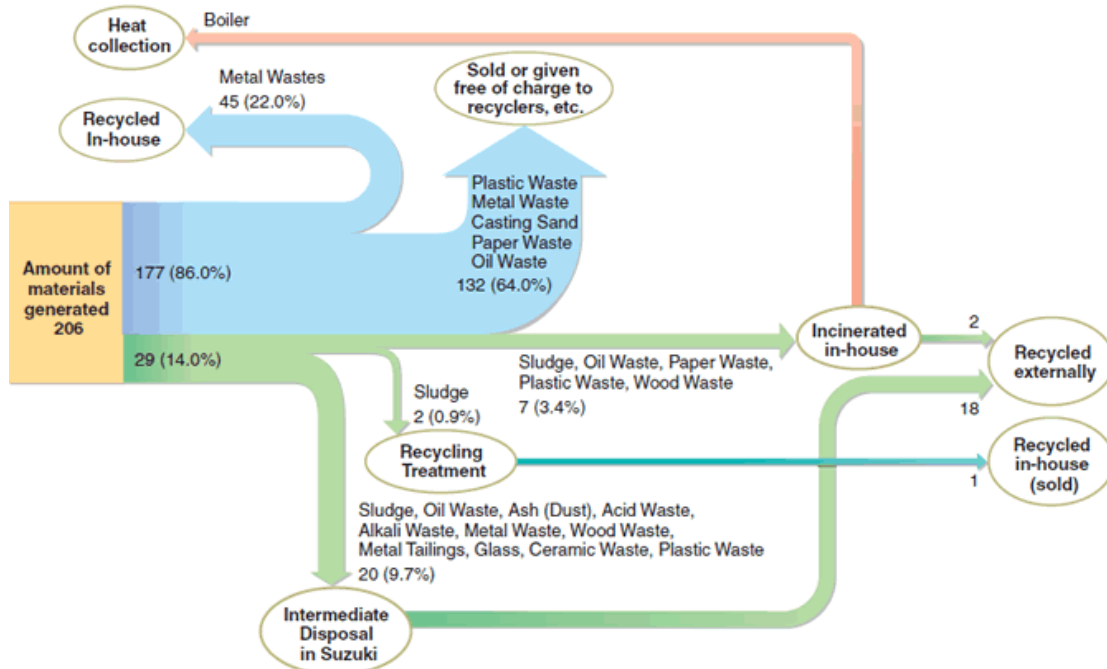 Heat
collection
Boiler
Metal Wastes
45 (22.0%)
Recycled
In-house
Sold or given
free of charge to
recyclers, etc.
Plastic Waste
Metal Waste
Casting Sand
Paper Waste
Oil Waste
132 (64.0%)
Amount of
materials
generated
206
177 (86.0%)
29 (14.0%)
Sludge, Oil Waste, Paper Waste,
Plastic Waste, Wood Waste
7 (3.4%)
Incinerated
in-house
2
Recycled
externally
18
Sludge
2 (0.9%)
Recycling
Treatment
Recycled
in-house
(sold)
1
Sludge, Oil Waste, Ash (Dust), Acid Waste,
Alkali Waste, Metal Waste, Wood Waste,
Metal Tailings, Glass, Ceramic Waste, Plastic Waste
20 (9.7%)
Intermediate
Disposal
in Suzuki